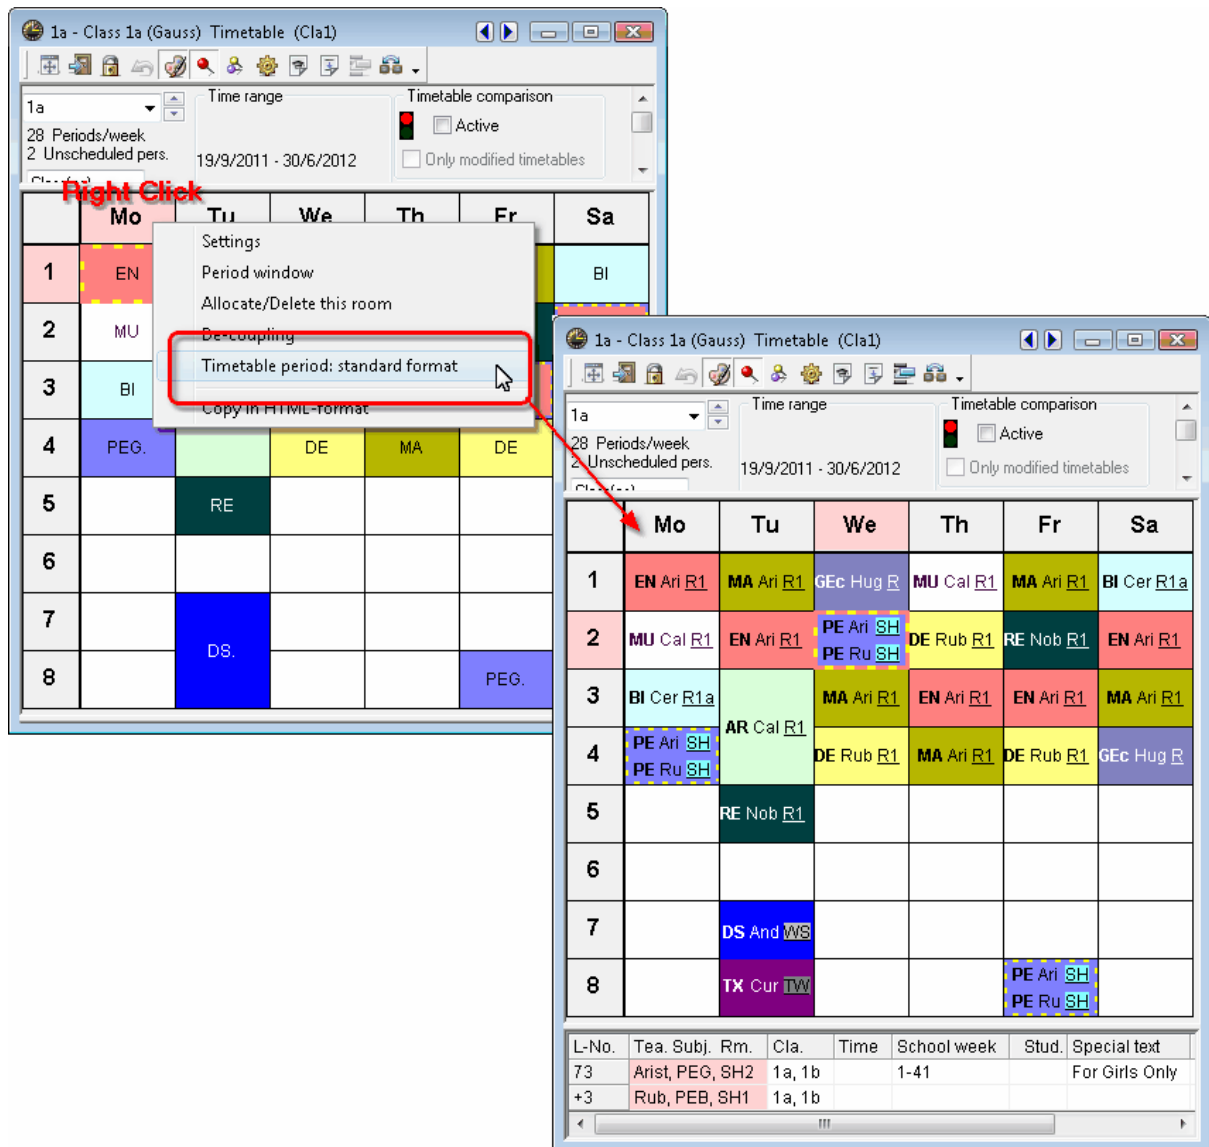 1a - Class 1a (Gauss) Timetable (Cla1)
1a
Time range
Timetable comparison
Active
28 Periods/week
2 Unscheduled pers.
19/9/2011 - 30/6/2012
Only modified timetables
Right Click
Mo Tu We Th Fr Sa
1 EN BI
2 MU
3 BI
4 PEG. DE MA DE
5 RE
6
7
DS.
8 PEG.
Settings
Period window
Allocate/Delete this room
De-coupling
Timetable period: standard format
Copy in HTML-format
1a - Class 1a (Gauss) Timetable (Cla1)
1a
Time range
Timetable comparison
Active
28 Periods/week
2 Unscheduled pers.
19/9/2011 - 30/6/2012
Only modified timetables
Mo Tu We Th Fr Sa
1 EN Ari R1 MA Ari R1 GEc Hug R MU Cal R1 MA Ari R1 BI Cer R1a
2 MU Cal R1 EN Ari R1 PE Ari SH DE Rub R1 RE Nob R1 EN Ari R1
PE Ru SH
3 BI Cer R1a MA Ari R1 EN Ari R1 EN Ari R1 MA Ari R1
AR Cal R1
4 PE Ari SH DE Rub R1 MA Ari R1 DE Rub R1 GEc Hug R
PE Ru SH
5 RE Nob R1
6
7 DS And WS
8 TX Cur TW PE Ari SH
PE Ru SH
L-No. Tea. Subj. Rm. Cla. Time School week Stud. Special text
73 Arist, PEG, SH2 1a, 1b 1-41 For Girls Only
+3 Rub, PEB, SH1 1a, 1b